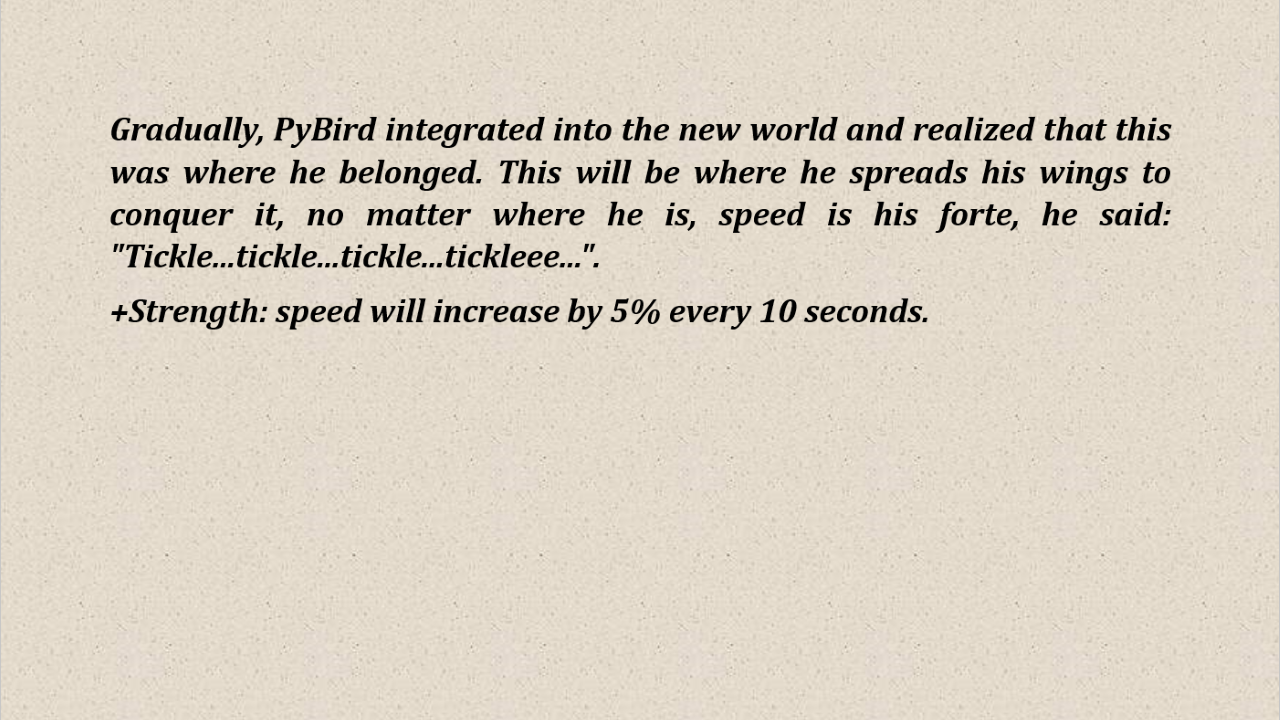 Gradually, PyBird integrated into the new world and realized that this
was where he belonged. This will be where he spreads his wings to
conquer it, no matter where he is, speed is his forte, he said:
"Tickle...tickle...tickle...tickleee...".
+Strength: speed will increase by 5% every 10 seconds.